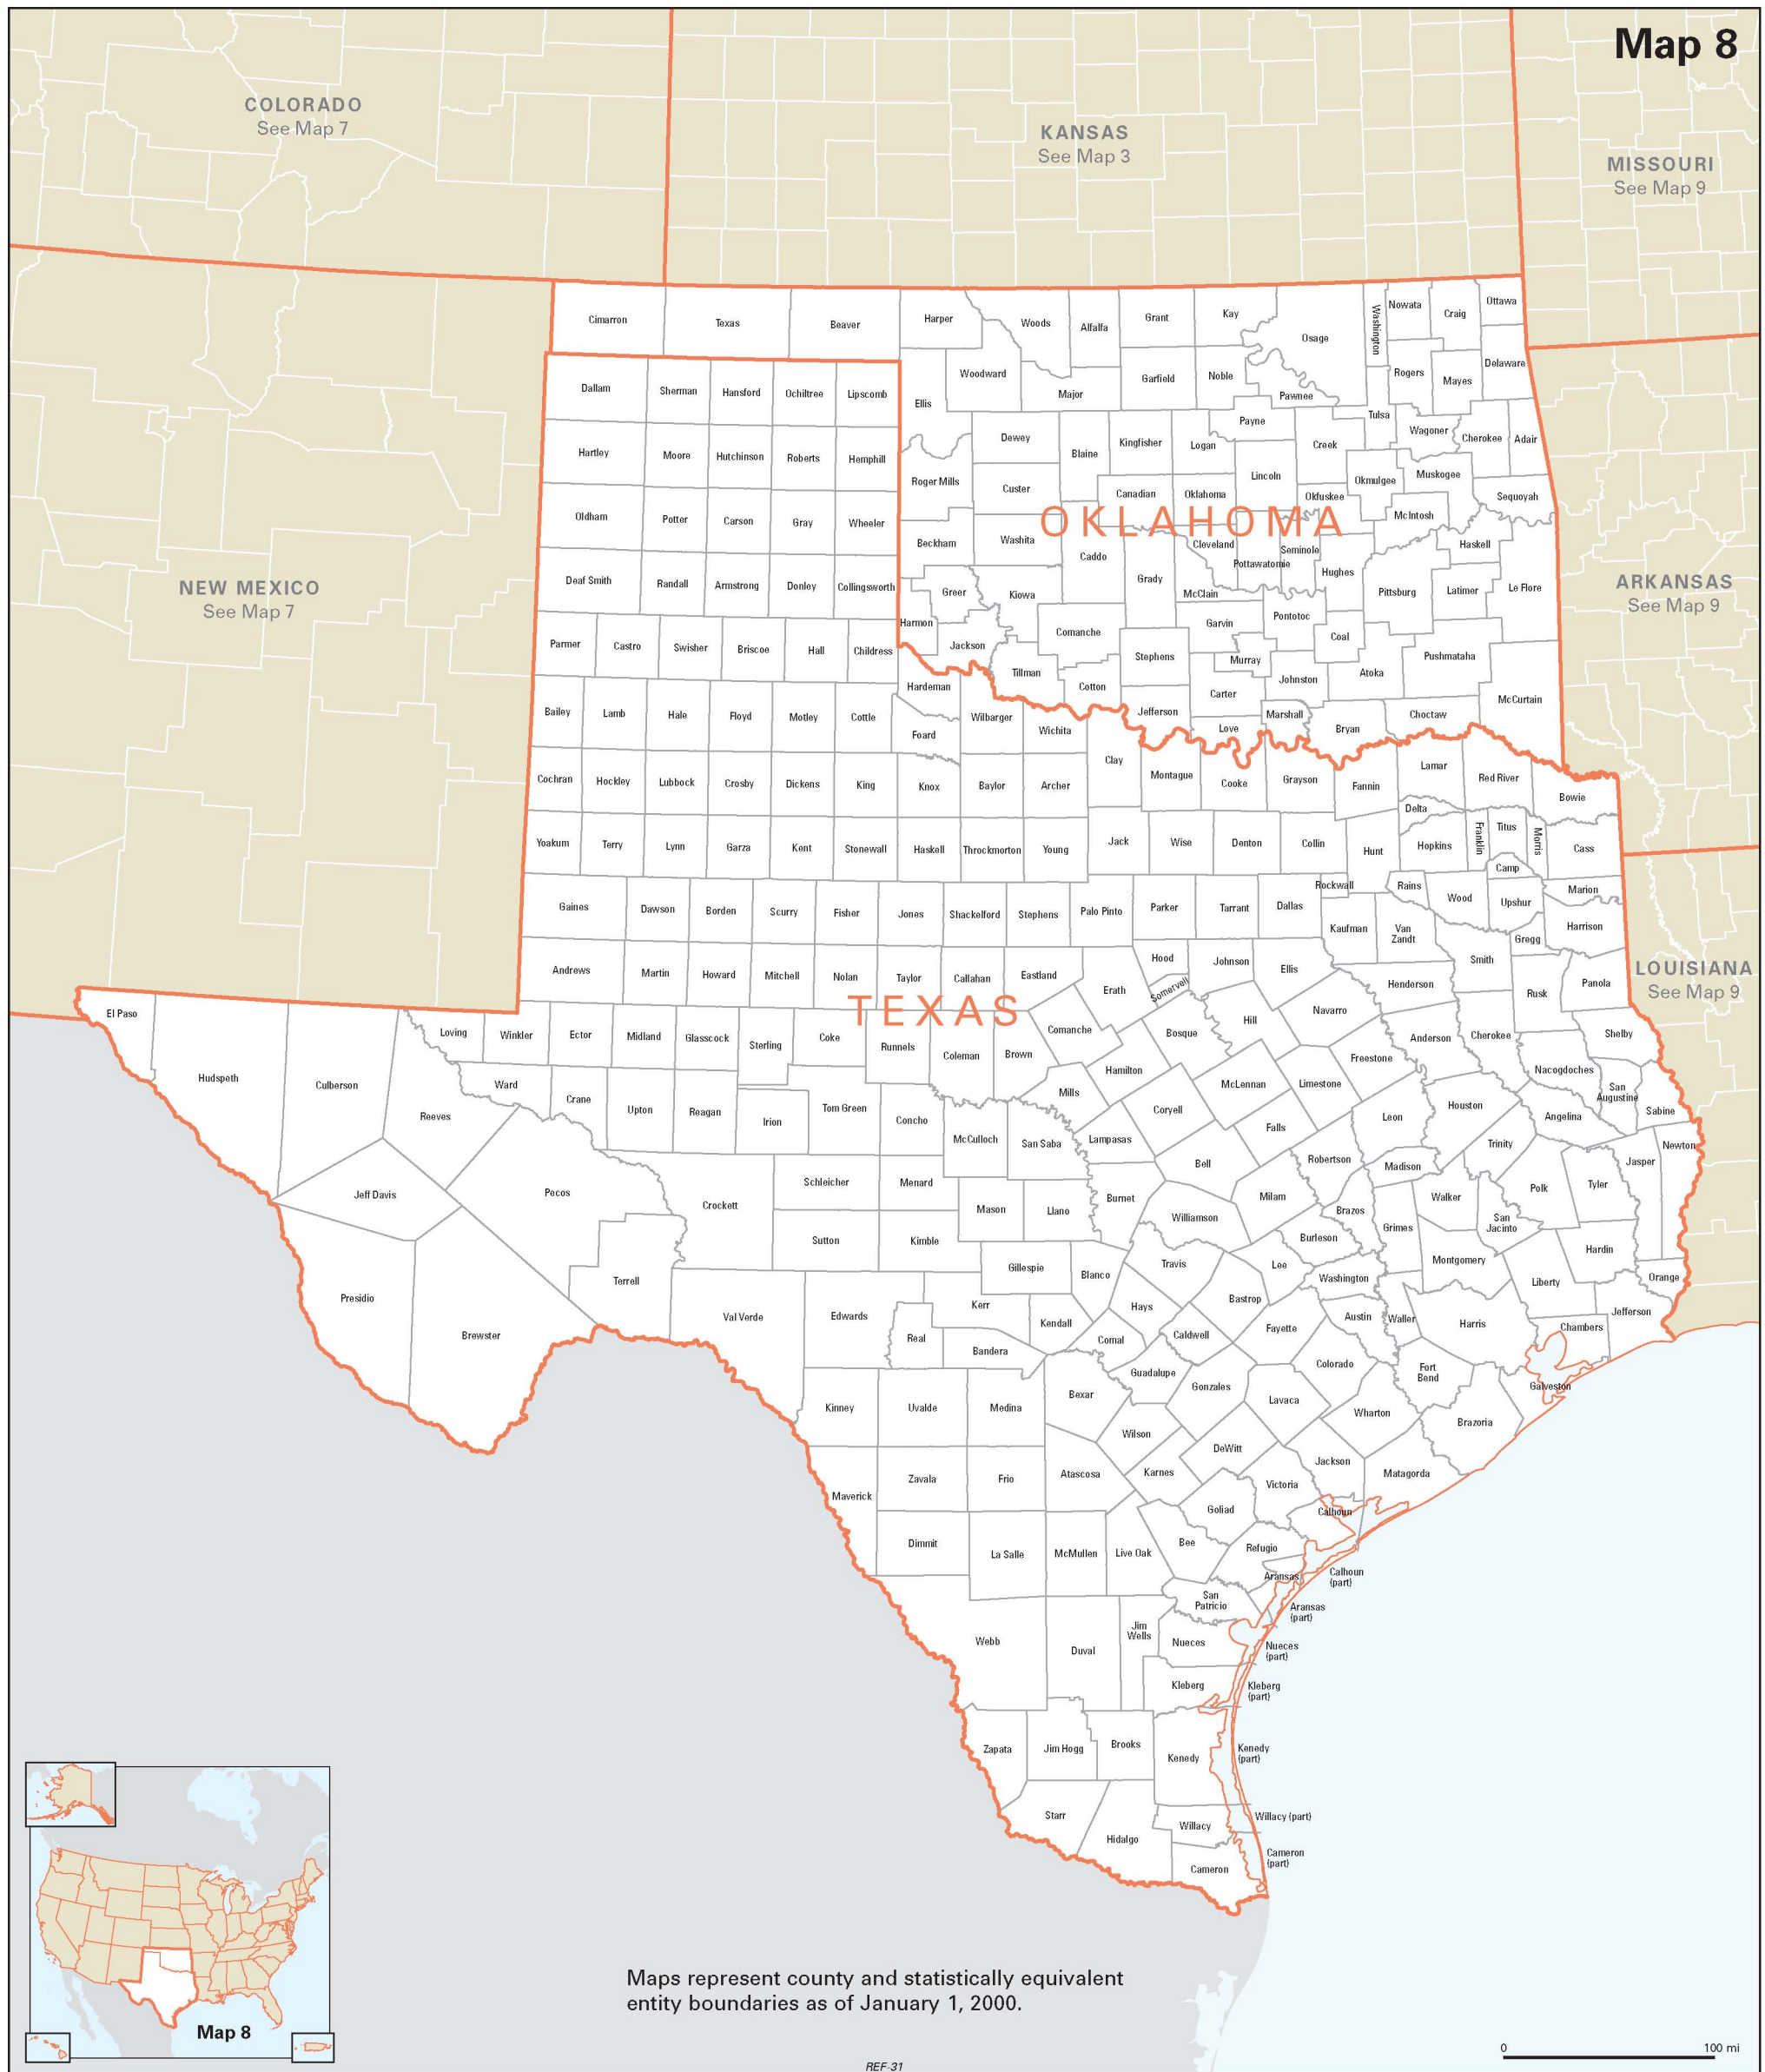 Map 8
COLORADO
See Map 7
KANSAS
See Map 3
MISSOURI
See Map 9
NEW MEXICO
See Map 7
ARKANSAS
See Map 9
LOUISIANA
See Map 9
OKLAHOMA
Cimarron
Texas
Beaver
Harper
Woods
Alfalfa
Grant
Kay
Osage
Washington
Nowata
Craig
Ottawa
Ellis
Woodward
Major
Garfield
Noble
Pawnee
Rogers
Mayes
Delaware
Dewey
Blaine
Kingfisher
Logan
Payne
Creek
Tulsa
Wagoner
Cherokee
Adair
Roger Mills
Custer
Canadian
Oklahoma
Lincoln
Okfuskee
Okmulgee
Muskogee
Sequoyah
McIntosh
Beckham
Washita
Caddo
Grady
Cleveland
Pottawatomie
Seminole
Hughes
Haskell
Pittsburg
Latimer
Le Flore
Greer
Kiowa
McClain
Harmon
Jackson
Comanche
Garvin
Pontotoc
Coal
Tillman
Cotton
Stephens
Murray
Johnston
Atoka
Pushmataha
Jefferson
Carter
Love
Marshall
Bryan
Choctaw
McCurtain
TEXAS
Dallam
Sherman
Hansford
Ochiltree
Lipscomb
Hartley
Moore
Hutchinson
Roberts
Hemphill
Oldham
Potter
Carson
Gray
Wheeler
Deaf Smith
Randall
Armstrong
Donley
Collingsworth
Parmer
Castro
Swisher
Briscoe
Hall
Childress
Hardeman
Bailey
Lamb
Hale
Floyd
Motley
Cottle
Foard
Wilbarger
Wichita
Clay
Montague
Cooke
Grayson
Fannin
Lamar
Red River
Bowie
Cochran
Hockley
Lubbock
Crosby
Dickens
King
Knox
Baylor
Archer
Delta
Yoakum
Terry
Lynn
Garza
Kent
Stonewall
Haskell
Throckmorton
Young
Jack
Wise
Denton
Collin
Hunt
Hopkins
Franklin
Titus
Morris
Cass
Camp
Marion
Gaines
Dawson
Borden
Scurry
Fisher
Jones
Shackelford
Stephens
Palo Pinto
Parker
Tarrant
Dallas
Rockwall
Rains
Wood
Upshur
Kaufman
Van
Zandt
Gregg
Harrison
Andrews
Martin
Howard
Mitchell
Nolan
Taylor
Callahan
Eastland
Erath
Hood
Somervell
Johnson
Ellis
Henderson
Smith
Rusk
Panola
El Paso
Hudspeth
Culberson
Loving
Winkler
Ector
Midland
Glasscock
Sterling
Coke
Runnels
Coleman
Brown
Comanche
Bosque
Hill
Navarro
Freestone
Anderson
Cherokee
Shelby
Nacogdoches
San
Augustine
Sabine
Reeves
Ward
Crane
Upton
Reagan
Irion
Tom Green
Concho
McCulloch
San Saba
Mills
Hamilton
Coryell
McLennan
Limestone
Falls
Leon
Houston
Angelina
Trinity
Newton
Jasper
Jeff Davis
Pecos
Crockett
Schleicher
Menard
Mason
Llano
Lampasas
Burnet
Bell
Milam
Robertson
Madison
Brazos
Grimes
Walker
San
Jacinto
Polk
Tyler
Presidio
Brewster
Terrell
Val Verde
Sutton
Kimble
Edwards
Gillespie
Kerr
Real
Bandera
Kendall
Blanco
Williamson
Travis
Hays
Comal
Caldwell
Bastrop
Lee
Burleson
Washington
Fayette
Austin
Waller
Montgomery
Liberty
Hardin
Orange
Jefferson
Harris
Chambers
Galveston
Kinney
Uvalde
Medina
Bexar
Guadalupe
Gonzales
Lavaca
Colorado
Wharton
Fort
Bend
Brazoria
Maverick
Zavala
Frio
Atascosa
Wilson
Karnes
DeWitt
Victoria
Jackson
Matagorda
Calhoun
Dimmit
La Salle
McMullen
Live Oak
Bee
Goliad
Refugio
Aransas
Calhoun
(part)
Aransas
(part)
Webb
Duval
Jim
Wells
San
Patricio
Nueces
Nueces
(part)
Kleberg
Kleberg
(part)
Zapata
Jim Hogg
Brooks
Kenedy
Kenedy
(part)
Starr
Hidalgo
Willacy
Willacy (part)
Cameron
Cameron
(part)
Map 8
Maps represent county and statistically equivalent
entity boundaries as of January 1, 2000.
REF-31
0 100 mi